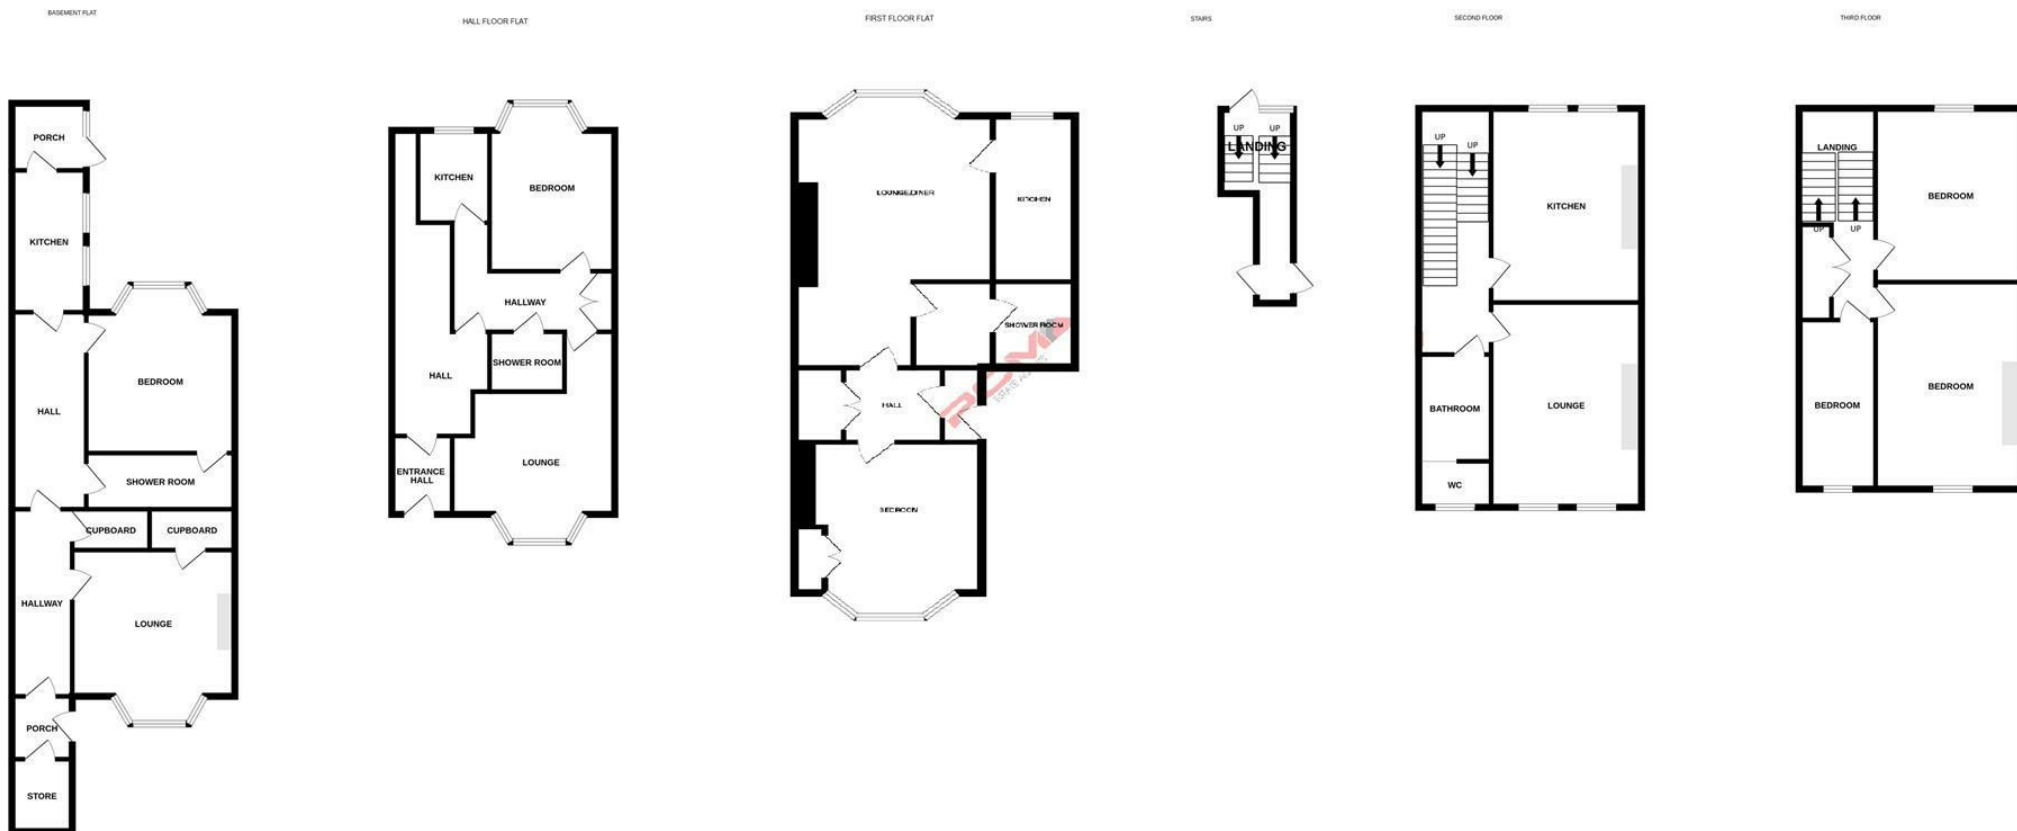 BASEMENT FLAT
PORCH
KITCHEN
BEDROOM
HALL
SHOWER ROOM
CUPBOARD
CUPBOARD
HALLWAY
LOUNGE
PORCH
STORE
HALL FLOOR FLAT
KITCHEN
BEDROOM
HALLWAY
SHOWER ROOM
HALL
LOUNGE
ENTRANCE
HALL
FIRST FLOOR FLAT
LOUNGE/DINER
KITCHEN
SHOWER ROOM
HALL
BEDROOM
STAIRS
UP
UP
LANDING
SECOND FLOOR
UP
UP
KITCHEN
BATHROOM
LOUNGE
WC
THIRD FLOOR
LANDING
BEDROOM
UP
UP
BEDROOM
BEDROOM